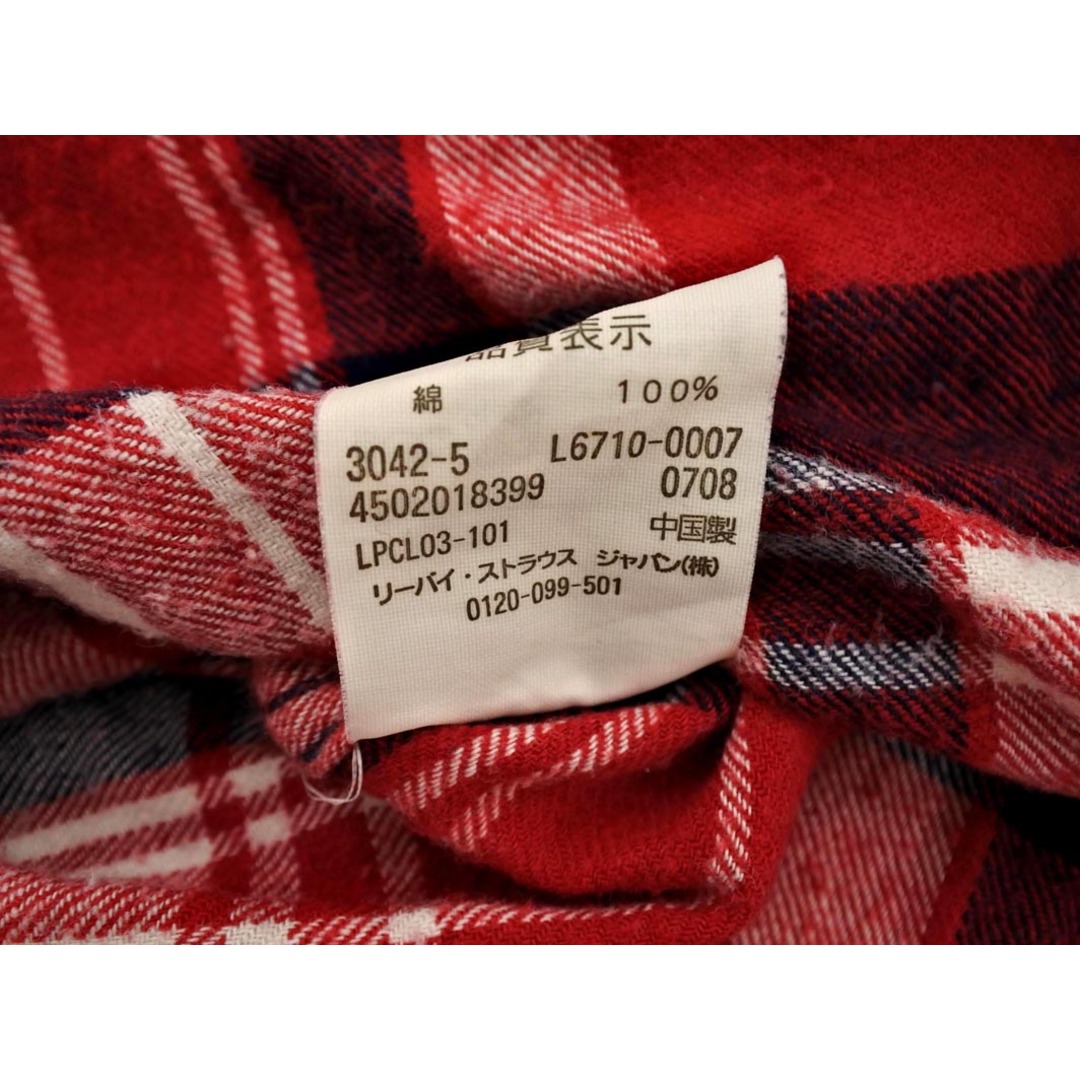 品質表示
綿 100%
3042-5 L6710-0007
4502018399 0708
LPCL03-101 中国製
リーバイ・ストラウス ジャパン(株)
0120-099-501